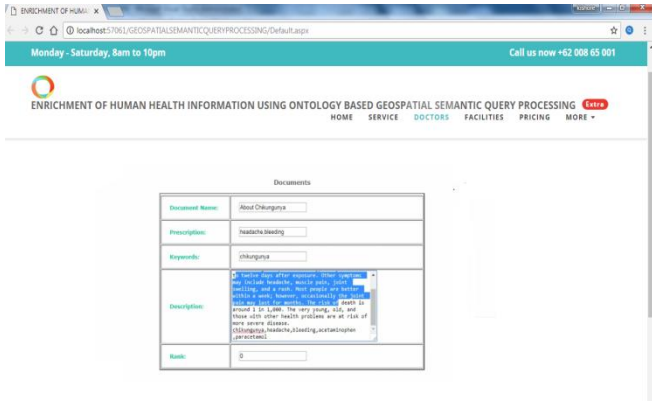 ENRICHMENT OF HUMA
localhost:57061/GEOSPATIALSEMANTICQUERYPROCESSING/Default.aspx
Monday - Saturday, 8am to 10pm
Call us now +62 008 65 001
ENRICHMENT OF HUMAN HEALTH INFORMATION USING ONTOLOGY BASED GEOSPATIAL SEMANTIC QUERY PROCESSING Extra
HOME SERVICE DOCTORS FACILITIES PRICING MORE
Documents
Document Name: About Chikungunya
Prescription: headache,bleeding
Keywords: chikungunya
Description:
twelve days after exposure. Other symptoms
may include headache, muscle pain, joint
swelling, and a rash. Most people are better
within a week; however, occasionally the joint
pain may last for months. The risk of death is
around 1 in 1,000. The very young, old, and
those with other health problems are at risk of
more severe disease.
chikungunya,headache,bleeding,acetaminophen
,paracetamol
Rank: 0